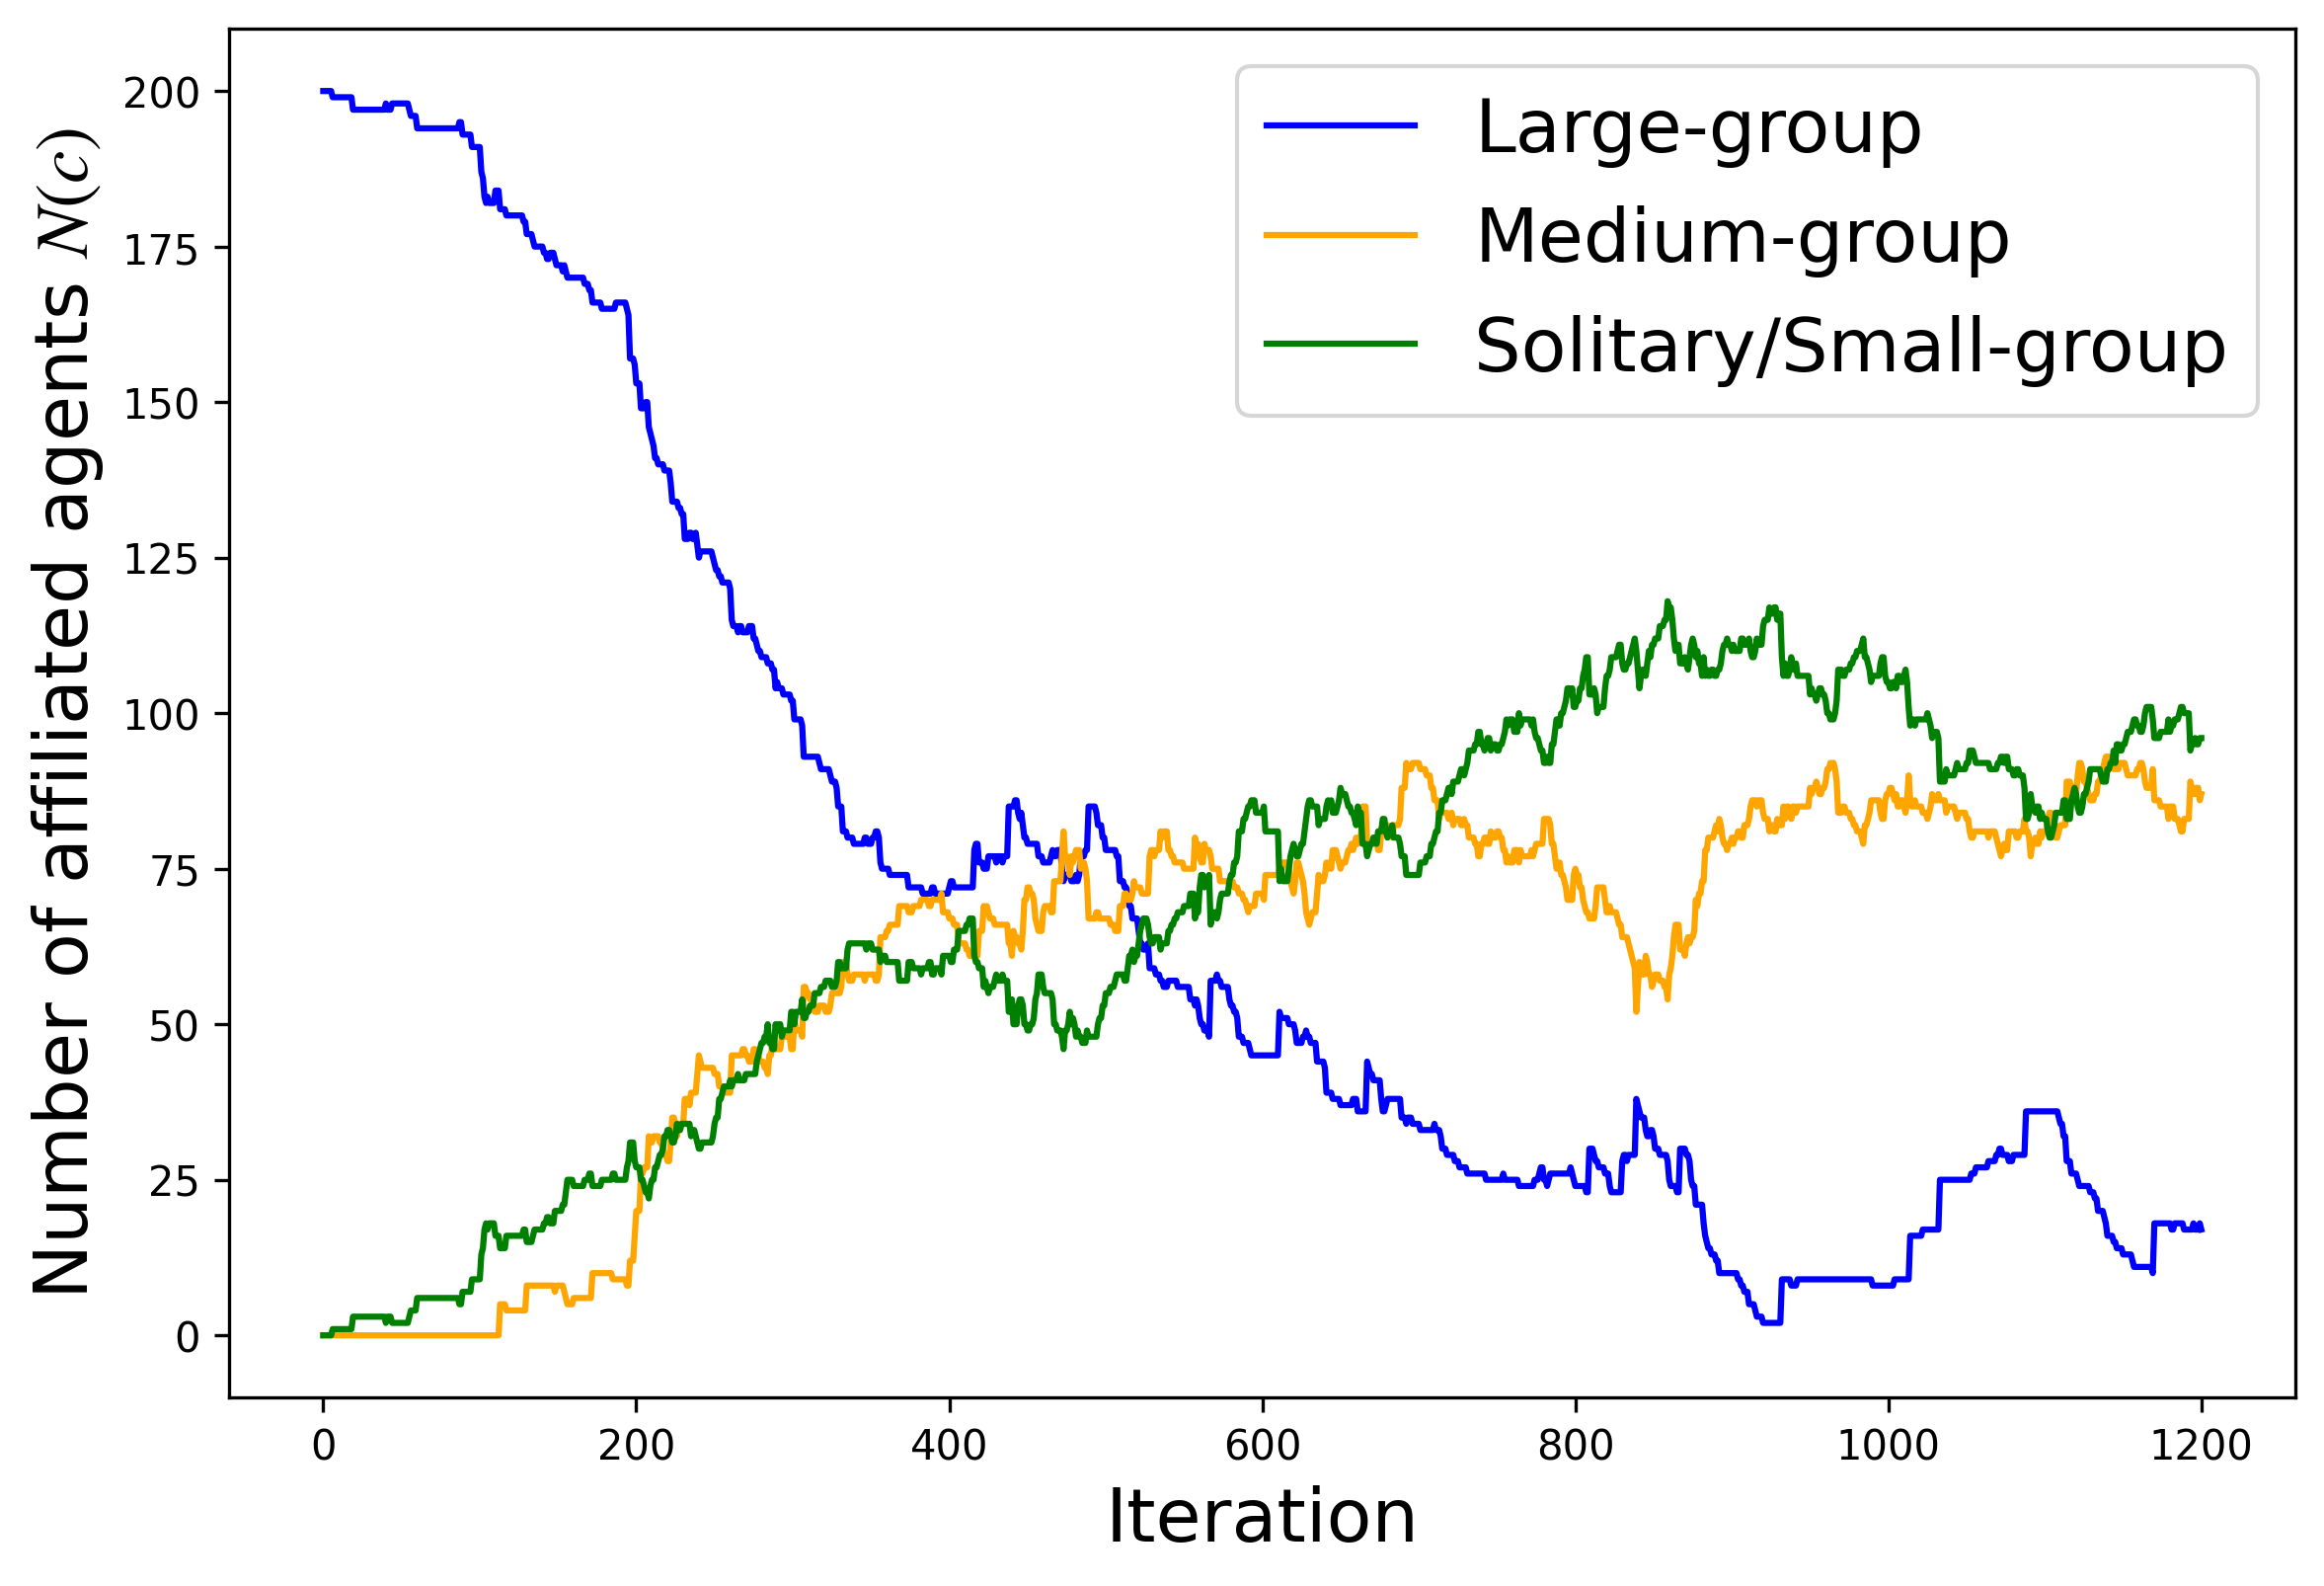 Number of affiliated agents N(c)
200
175
150
125
100
75
50
25
0
Large-group
Medium-group
Solitary/Small-group
0 200 400 600 800 1000 1200
Iteration